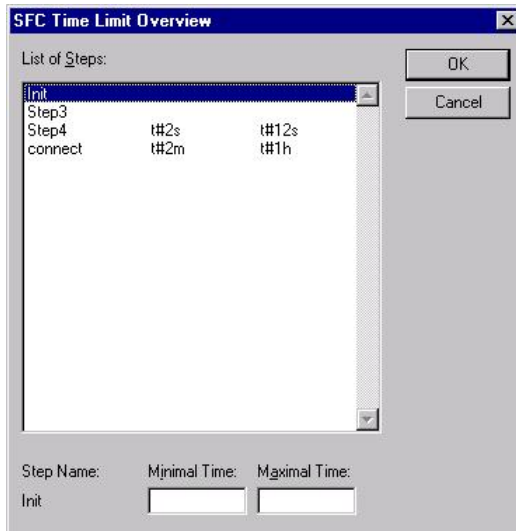 SFC Time Limit Overview
List of Steps:
OK
Cancel
Init
Step3
Step4 t#2s t#12s
connect t#2m t#1h
Step Name: Minimal Time: Maximal Time:
Init